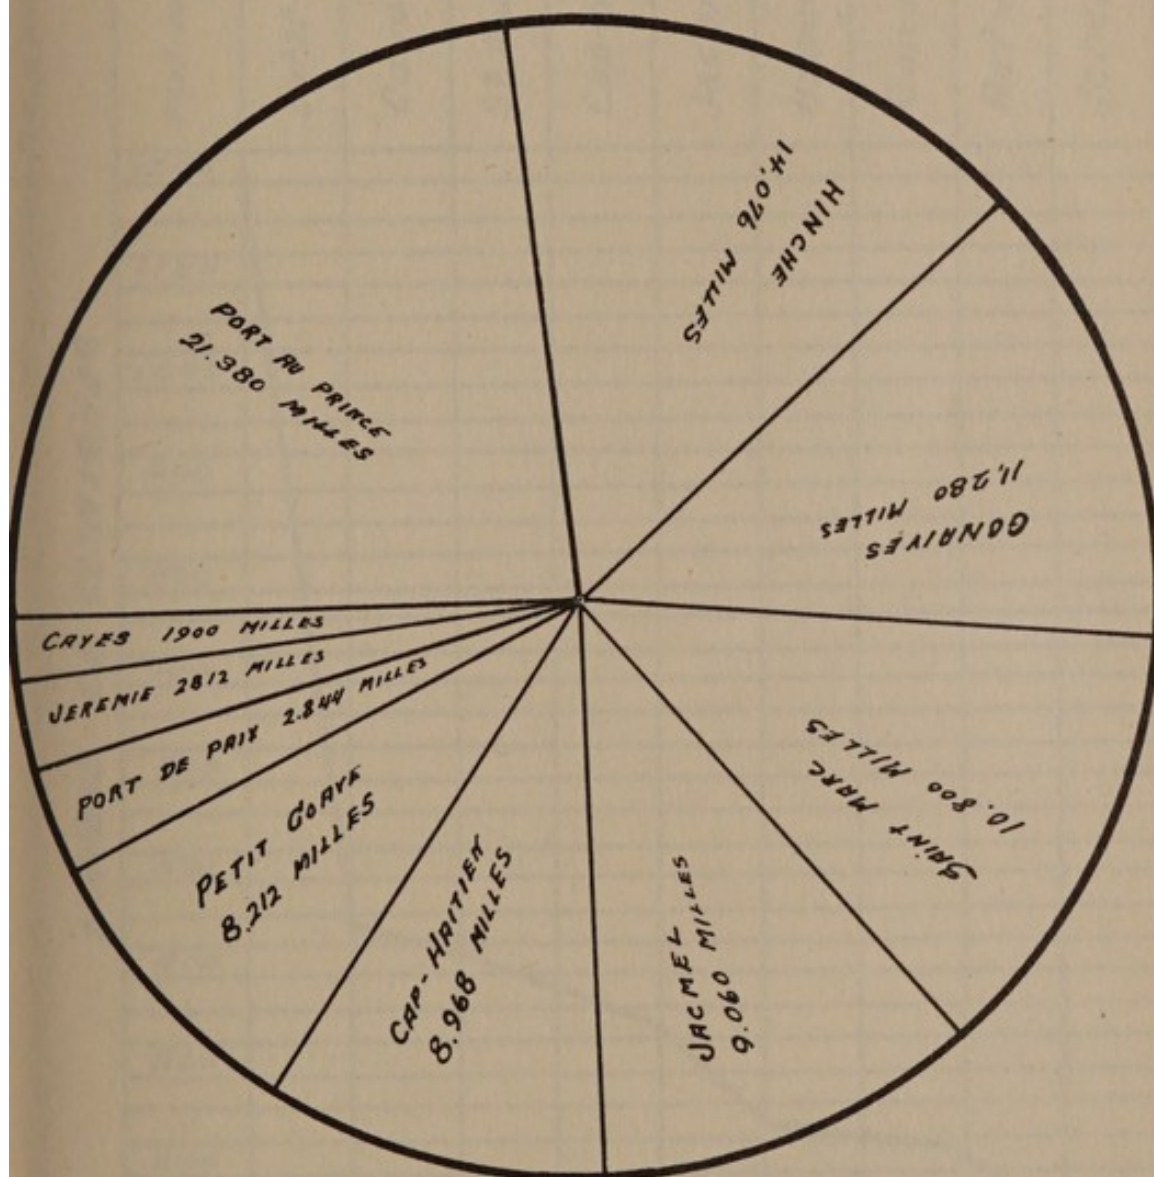 HINCHE
14,076 MILLES
GONAIVES
11,280 MILLES
SAINT MARC
10.800 MILLES
JACMEL
9.060 MILLES
CAP-HAITIEN
8.968 MILLES
PETIT GOAVE
8.212 MILLES
PORT DE PAIX 2.844 MILLES
JEREMIE 2812 MILLES
CAYES 1900 MILLES
PORT AU PRINCE
21.380 MILLES